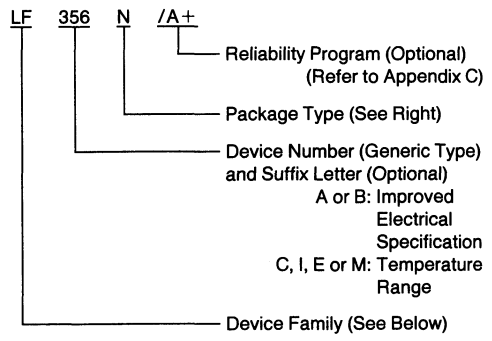 LF 356 N /A+
Reliability Program (Optional)
(Refer to Appendix C)
Package Type (See Right)
Device Number (Generic Type)
and Suffix Letter (Optional)
A or B: Improved
Electrical
Specification
C, I, E or M: Temperature
Range
Device Family (See Below)